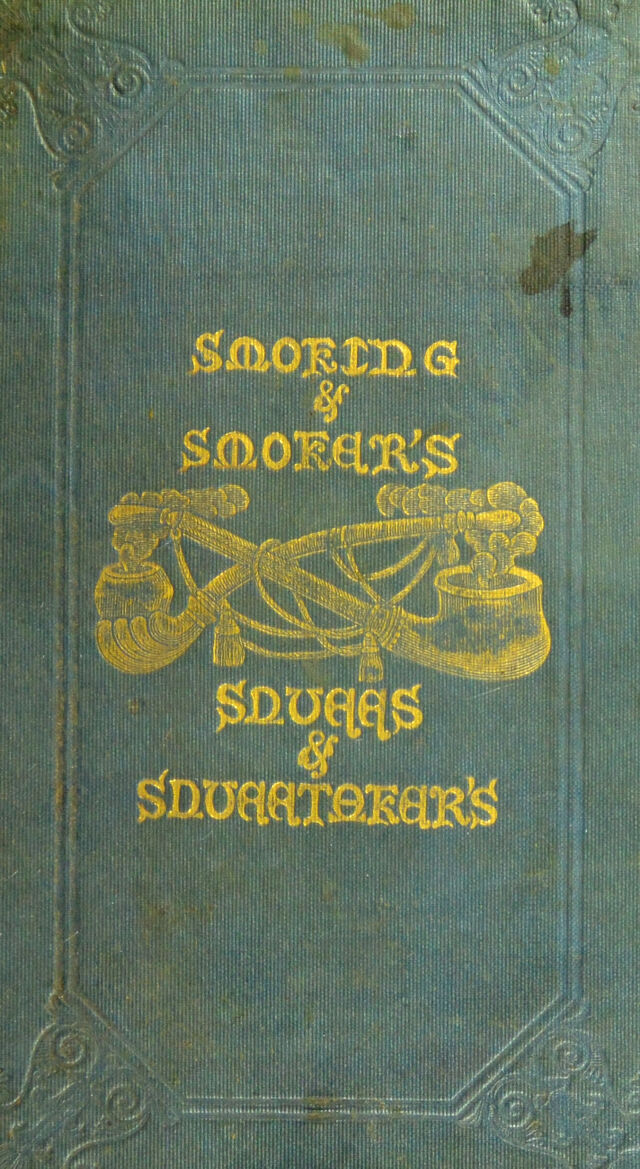 SMOKING
&
SMOKER'S
SNUFFS
&
SNUFFTAKER'S